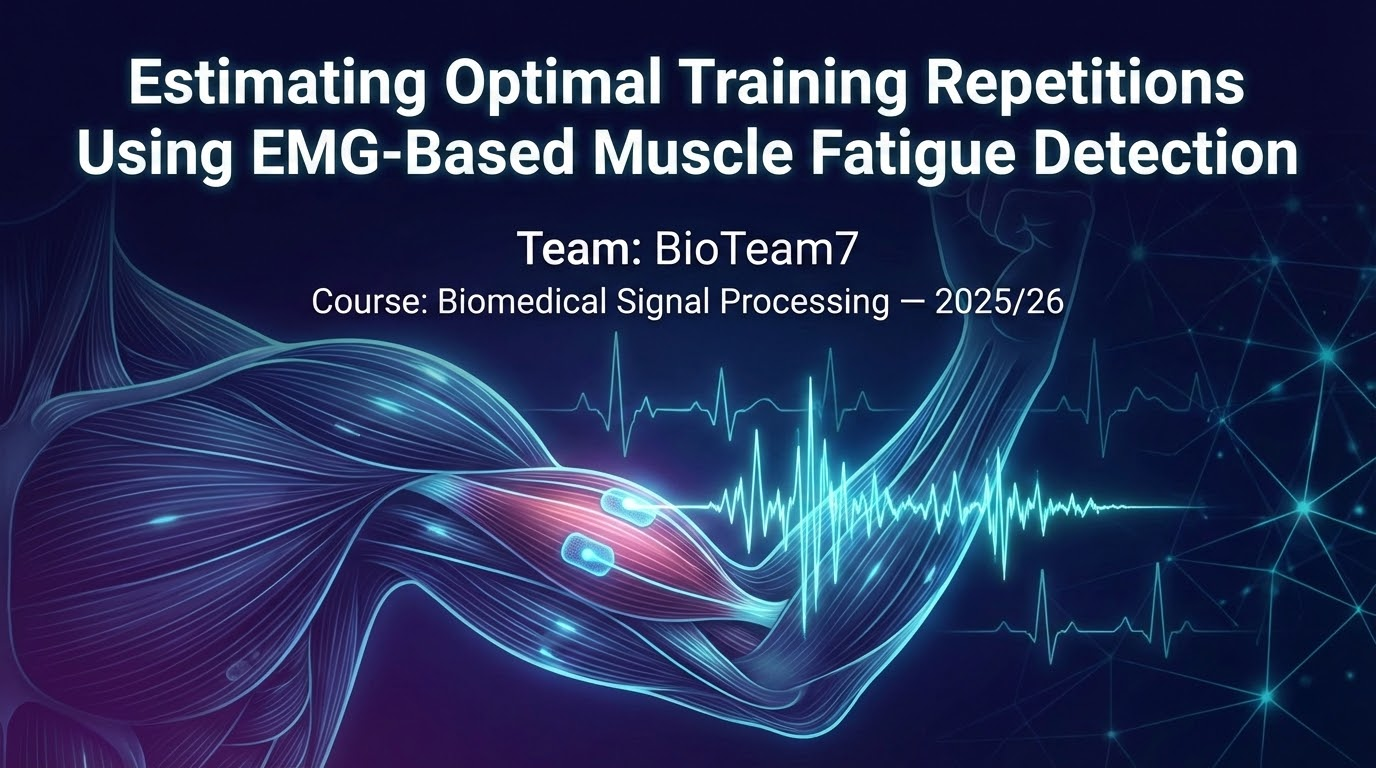 Estimating Optimal Training Repetitions
Using EMG-Based Muscle Fatigue Detection
Team: BioTeam7
Course: Biomedical Signal Processing — 2025/26